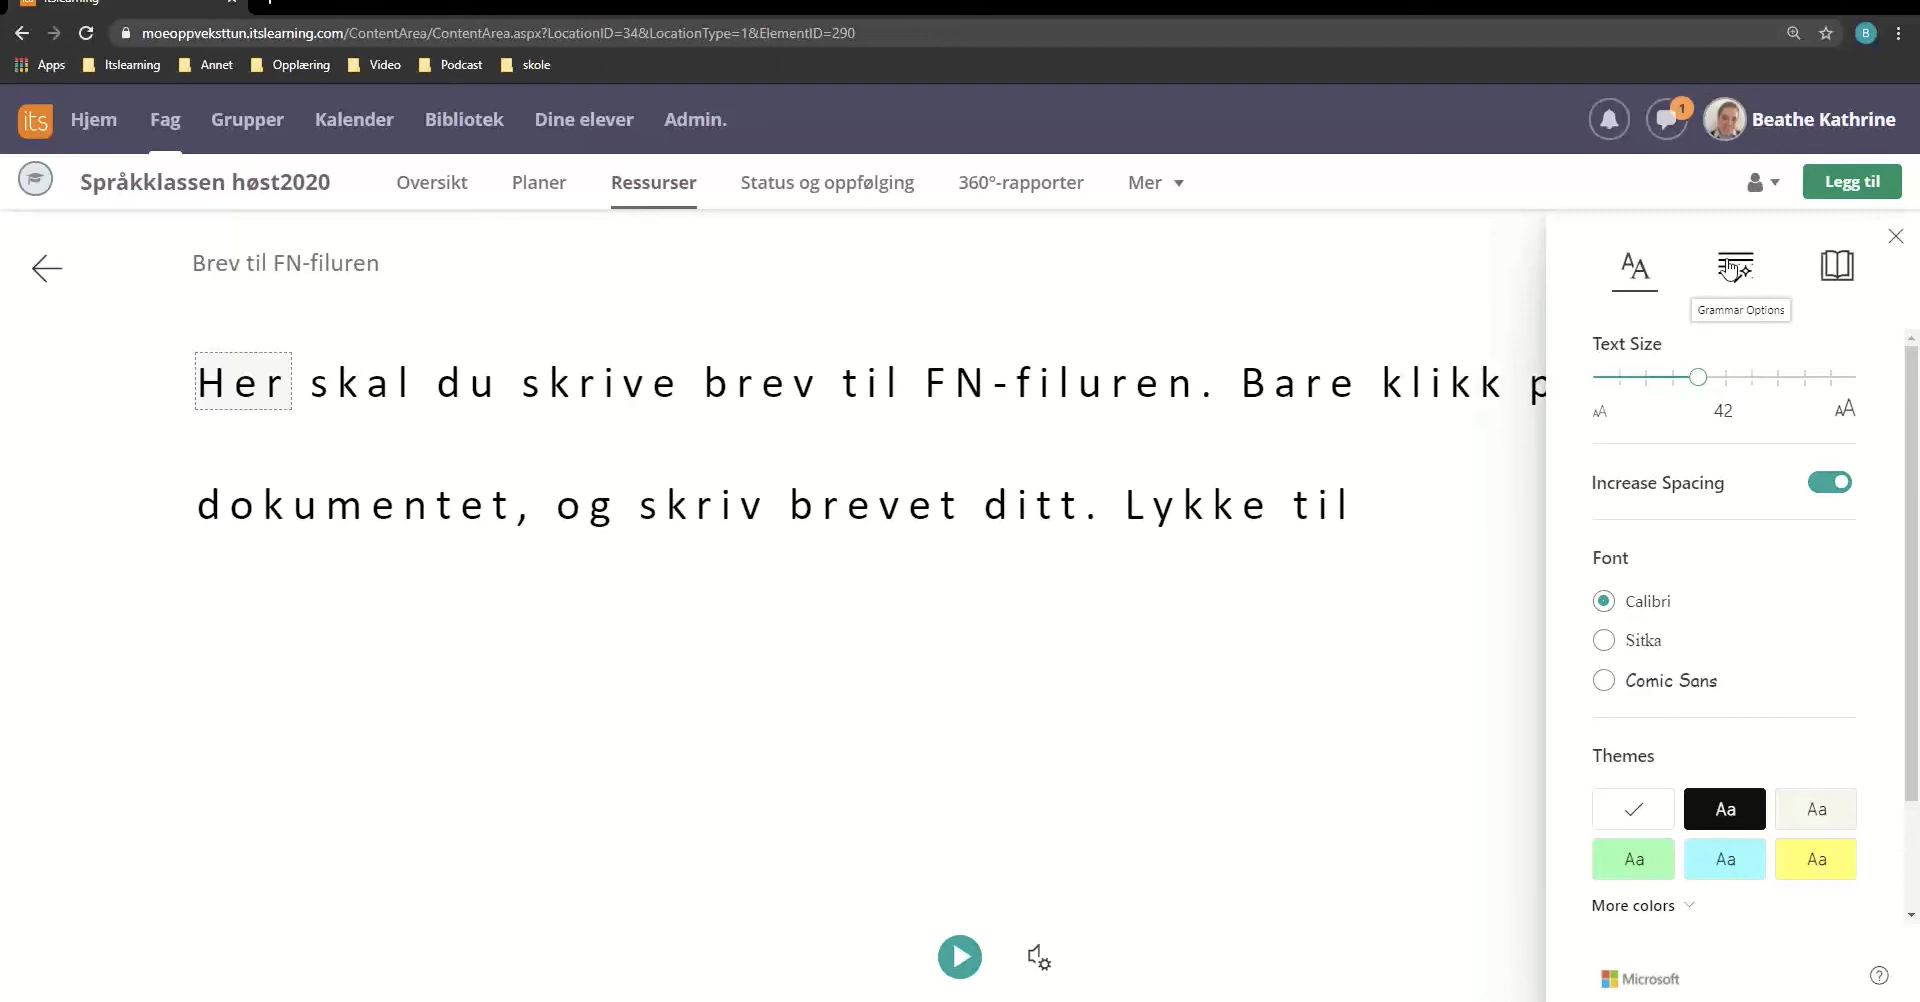 itslearning
moeoppveksttun.itslearning.com/ContentArea/ContentArea.aspx?LocationID=34&LocationType=1&ElementID=290
B
Apps Itslearning Annet Opplæring Video Podcast skole
its Hjem Fag Grupper Kalender Bibliotek Dine elever Admin. 1 Beathe Kathrine
Språkklassen høst2020 Oversikt Planer Ressurser Status og oppfølging 360°-rapporter Mer Legg til
Brev til FN-filuren
Her skal du skrive brev til FN-filuren. Bare klikk p
dokumentet, og skriv brevet ditt. Lykke til
AA
Grammar Options
Text Size
AA 42 AA
Increase Spacing
Font
Calibri
Sitka
Comic Sans
Themes
Aa Aa
Aa Aa Aa
More colors
Microsoft ?